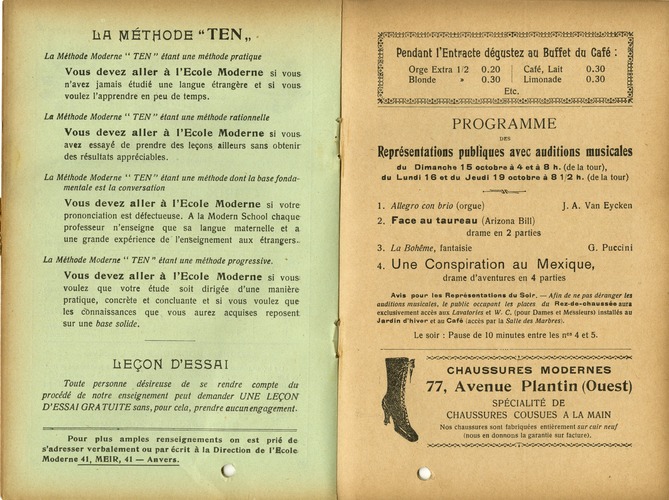 LA MÉTHODE "TEN„
La Méthode Moderne " TEN" étant une méthode pratique
Vous devez aller à l'Ecole Moderne si vous
n'avez jamais étudié une langue étrangère et si vous
voulez l'apprendre en peu de temps.
La Méthode Moderne " TEN" étant une méthode rationnelle
Vous devez aller à l'Ecole Moderne si vous
avez essayé de prendre des leçons ailleurs sans obtenir
des résultats appréciables.
La Méthode Moderne " TEN" étant une méthode dont la base fonda-
mentale est la conversation
Vous devez aller à l'Ecole Moderne si votre
prononciation est défectueuse. A la Modern School chaque
professeur n'enseigne que sa langue maternelle et a
une grande expérience de l'enseignement aux étrangers.
La Méthode Moderne " TEN" étant une méthode progressive.
Vous devez aller à l'Ecole Moderne si vous
voulez que votre étude soit dirigée d'une manière
pratique, concrète et concluante et si vous voulez que
les connaissances que vous aurez acquises reposent
sur une base solide.
LEÇON D'ESSAI
Toute personne désireuse de se rendre compte du
procédé de notre enseignement peut demander UNE LEÇON
D'ESSAI GRATUITE sans, pour cela, prendre aucun engagement.
Pour plus amples renseignements on est prié de
s'adresser verbalement ou par écrit à la Direction de l'Ecole
Moderne 41, MEIR, 41 — Anvers.
Pendant l'Entracte dégustez au Buffet du Café :
Orge Extra 1/2 0.20 Café, Lait 0.30
Blonde » 0.30 Limonade 0.30
Etc.
PROGRAMME
DES
Représentations publiques avec auditions musicales
du Dimanche 15 octobre à 4 et à 8 h. (de la tour),
du Lundi 16 et du Jeudi 19 octobre à 8 1/2 h. (de la tour)
1. Allegro con brio (orgue) J. A. Van Eycken
2. Face au taureau (Arizona Bill)
drame en 2 parties
3. La Bohême, fantaisie G. Puccini
4. Une Conspiration au Mexique,
drame d'aventures en 4 parties
Avis pour les Représentations du Soir. — Afin de ne pas déranger les
auditions musicales, le public occupant les places du Rez-de-chaussée aura
exclusivement accès aux Lavatories et W. C. (pour Dames et Messieurs) installés au
Jardin d'hiver et au Café (accès par la Salle des Marbres).
Le soir : Pause de 10 minutes entre les nos 4 et 5.
CHAUSSURES MODERNES
77, Avenue Plantin (Ouest)
SPÉCIALITÉ DE
CHAUSSURES COUSUES A LA MAIN
Nos chaussures sont fabriquées entièrement sur cuir neuf
(nous en donnons la garantie sur facture).